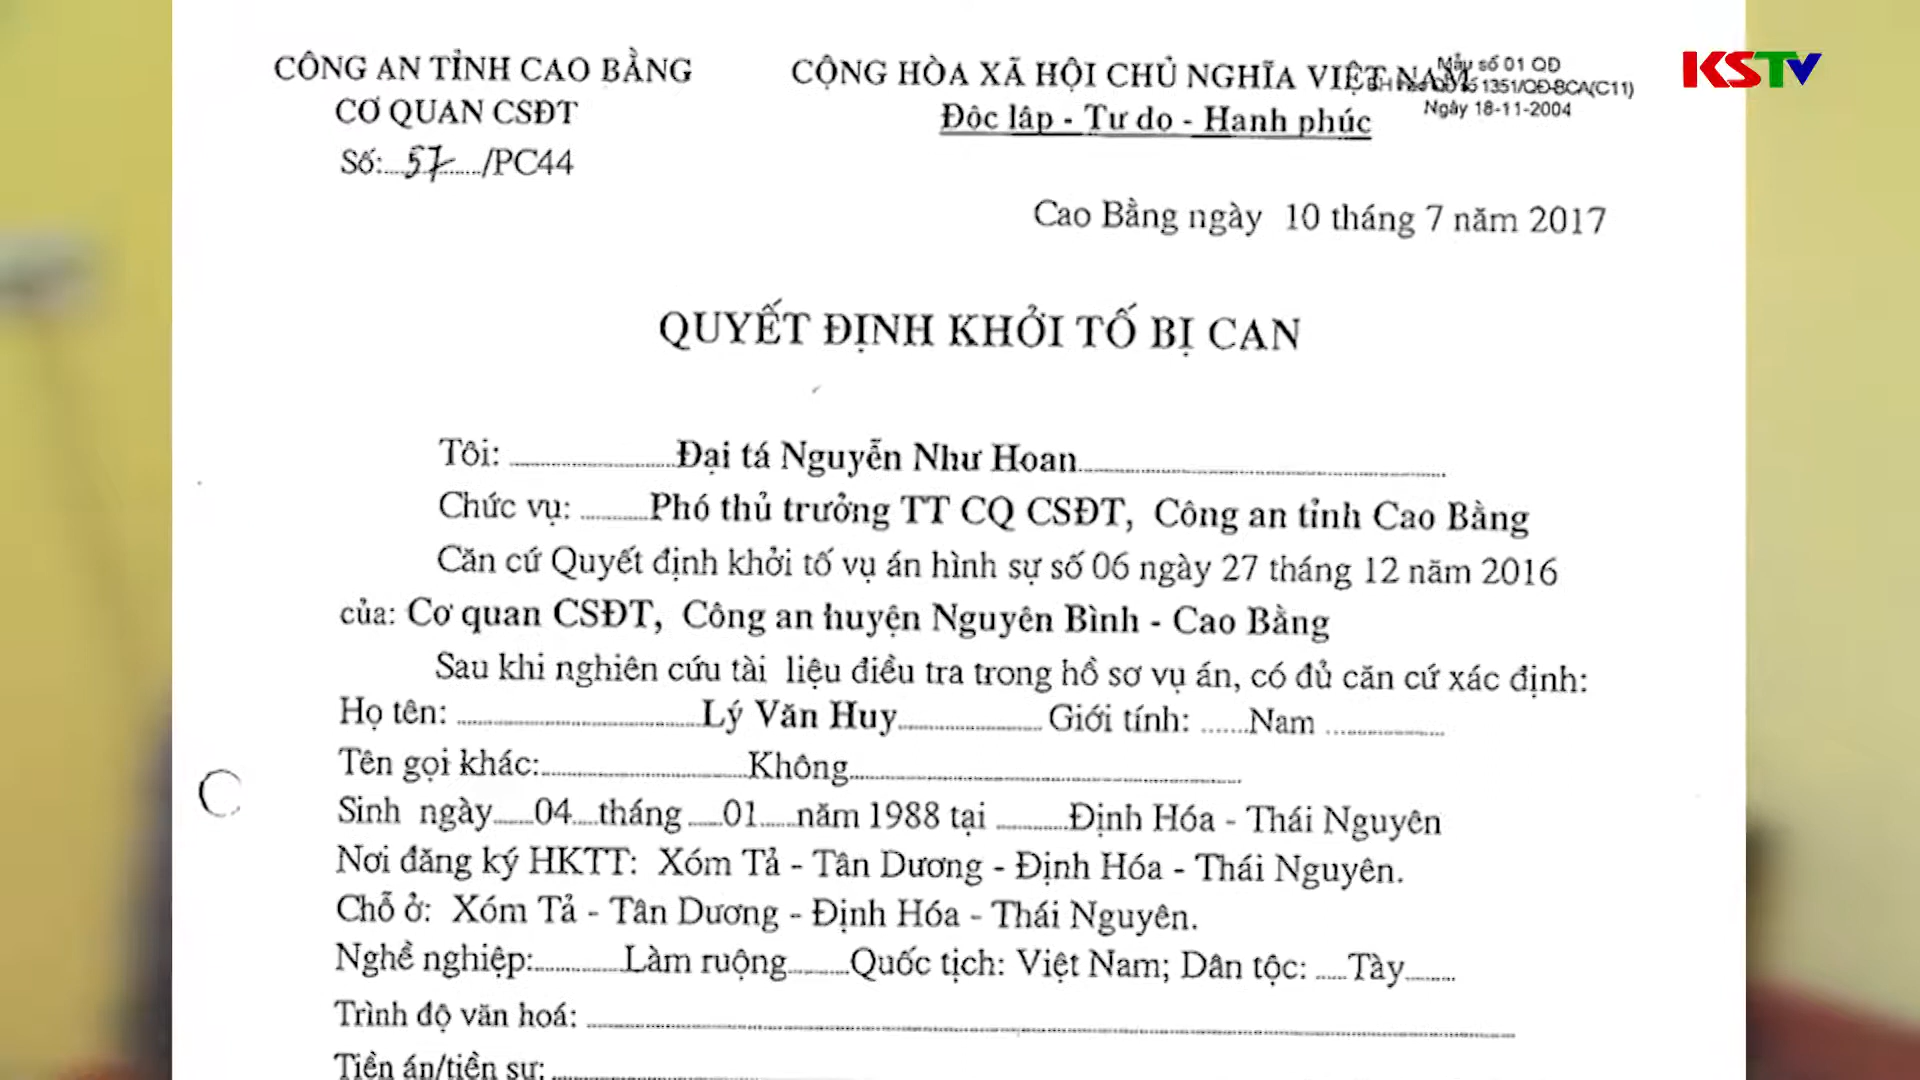 CÔNG AN TỈNH CAO BẰNG
CƠ QUAN CSĐT
Số:....57....../PC44
CỘNG HÒA XÃ HỘI CHỦ NGHĨA VIỆT NAM
Độc lập - Tự do - Hạnh phúc
Mẫu số 01 QĐ
BH theo QĐ số 1351/QĐ-BCA(C11)
Ngày 18-11-2004
KSTV
Cao Bằng ngày 10 tháng 7 năm 2017
QUYẾT ĐỊNH KHỞI TỐ BỊ CAN
Tôi: ............Đại tá Nguyễn Như Hoan............
Chức vụ: ............Phó thủ trưởng TT CQ CSĐT, Công an tỉnh Cao Bằng
Căn cứ Quyết định khởi tố vụ án hình sự số 06 ngày 27 tháng 12 năm 2016
của: Cơ quan CSĐT, Công an huyện Nguyên Bình - Cao Bằng
Sau khi nghiên cứu tài liệu điều tra trong hồ sơ vụ án, có đủ căn cứ xác định:
Họ tên: ............Lý Văn Huy............ Giới tính: ......Nam ............
Tên gọi khác:............Không............
Sinh ngày......04.....tháng ......01......năm 1988 tại ............Định Hóa - Thái Nguyên
Nơi đăng ký HKTT: Xóm Tả - Tân Dương - Định Hóa - Thái Nguyên.
Chỗ ở: Xóm Tả - Tân Dương - Định Hóa - Thái Nguyên.
Nghề nghiệp:............Làm ruộng.........Quốc tịch: Việt Nam; Dân tộc: .....Tày........
Trình độ văn hoá: ............
Tiền án/tiền sự: ............